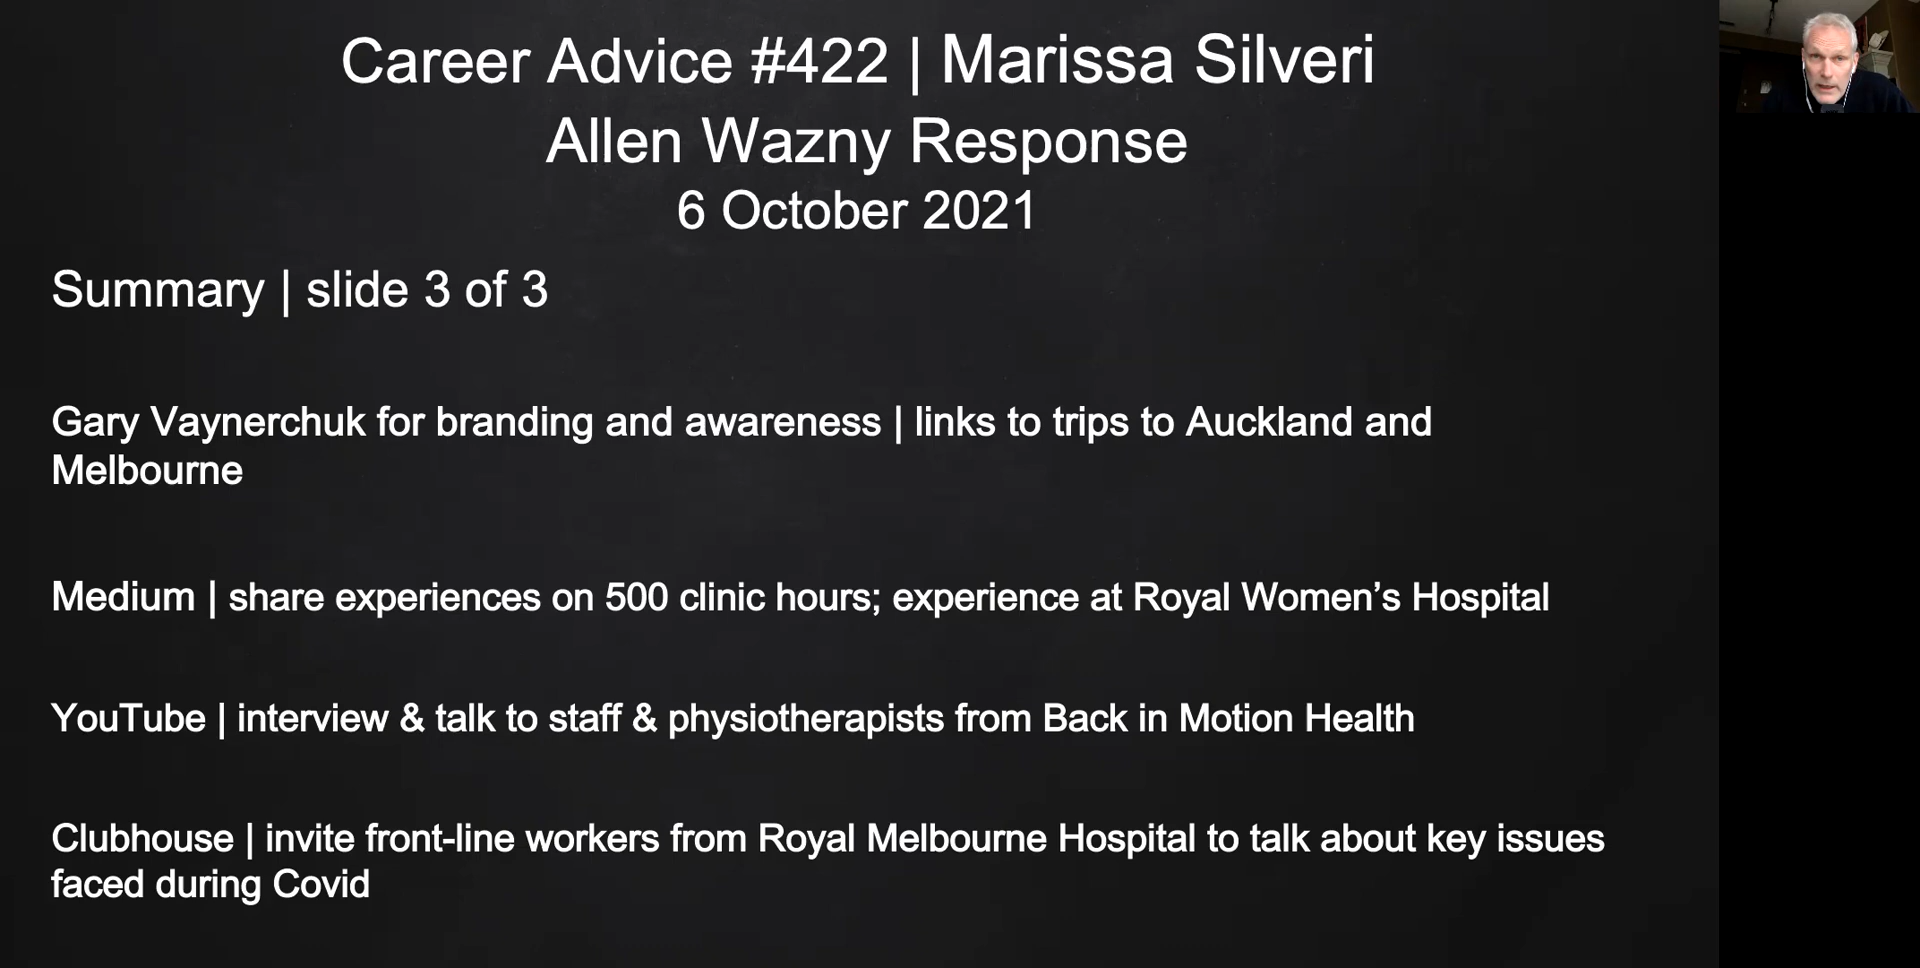 Career Advice #422 | Marissa Silveri
Allen Wazny Response
6 October 2021
Summary | slide 3 of 3
Gary Vaynerchuk for branding and awareness | links to trips to Auckland and
Melbourne
Medium | share experiences on 500 clinic hours; experience at Royal Women’s Hospital
YouTube | interview & talk to staff & physiotherapists from Back in Motion Health
Clubhouse | invite front-line workers from Royal Melbourne Hospital to talk about key issues
faced during Covid